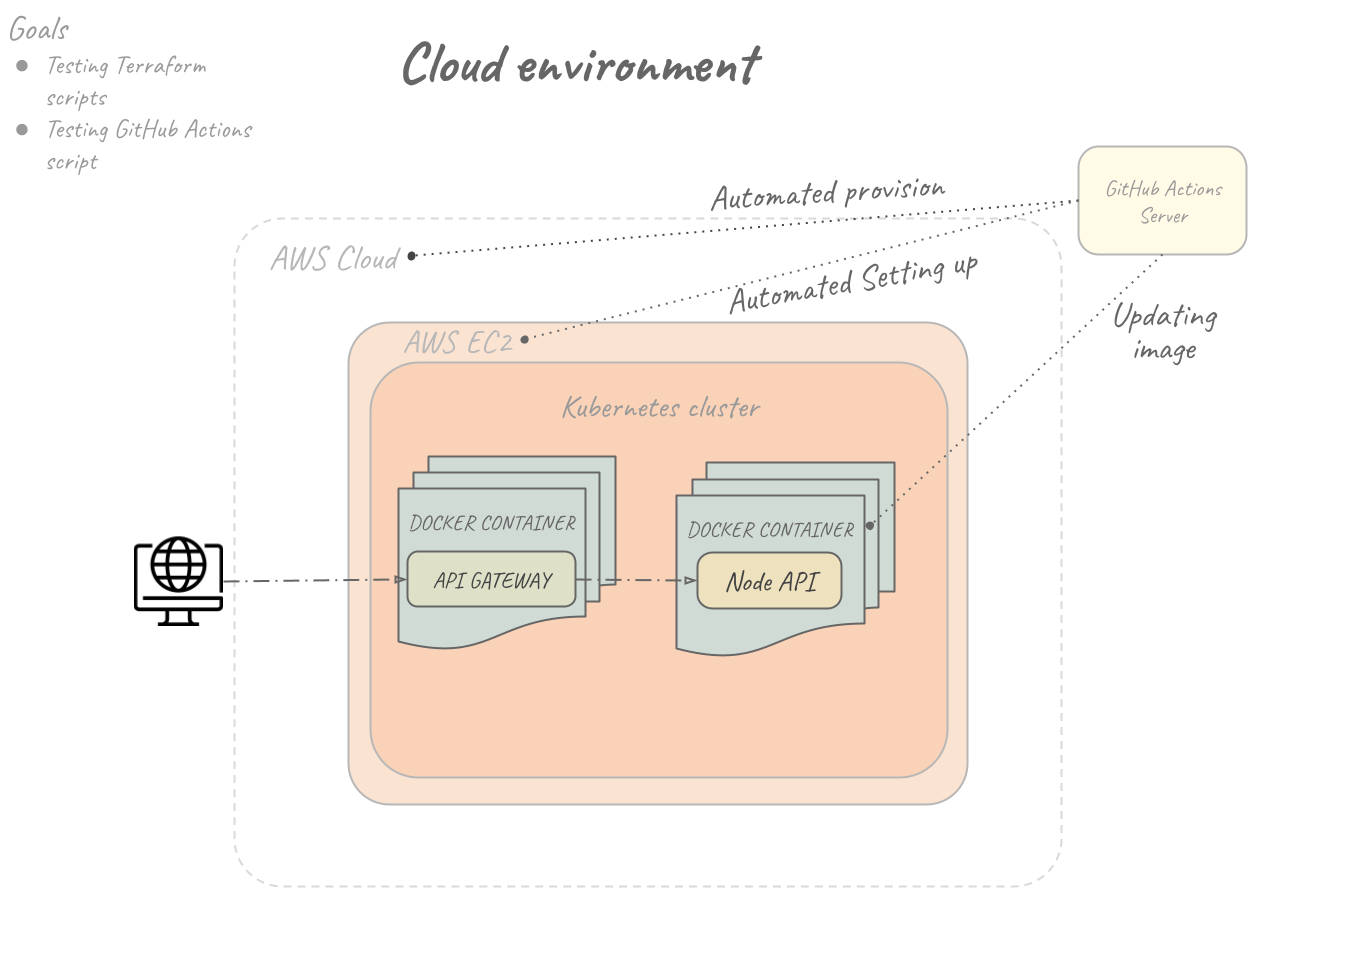 Goals
Testing Terraform
scripts
Testing GitHub Actions
script
Cloud environment
GitHub Actions
Server
Automated provision
AWS Cloud
Automated Setting up
Updating
image
AWS EC2
Kubernetes cluster
DOCKER CONTAINER
API GATEWAY
DOCKER CONTAINER
Node API